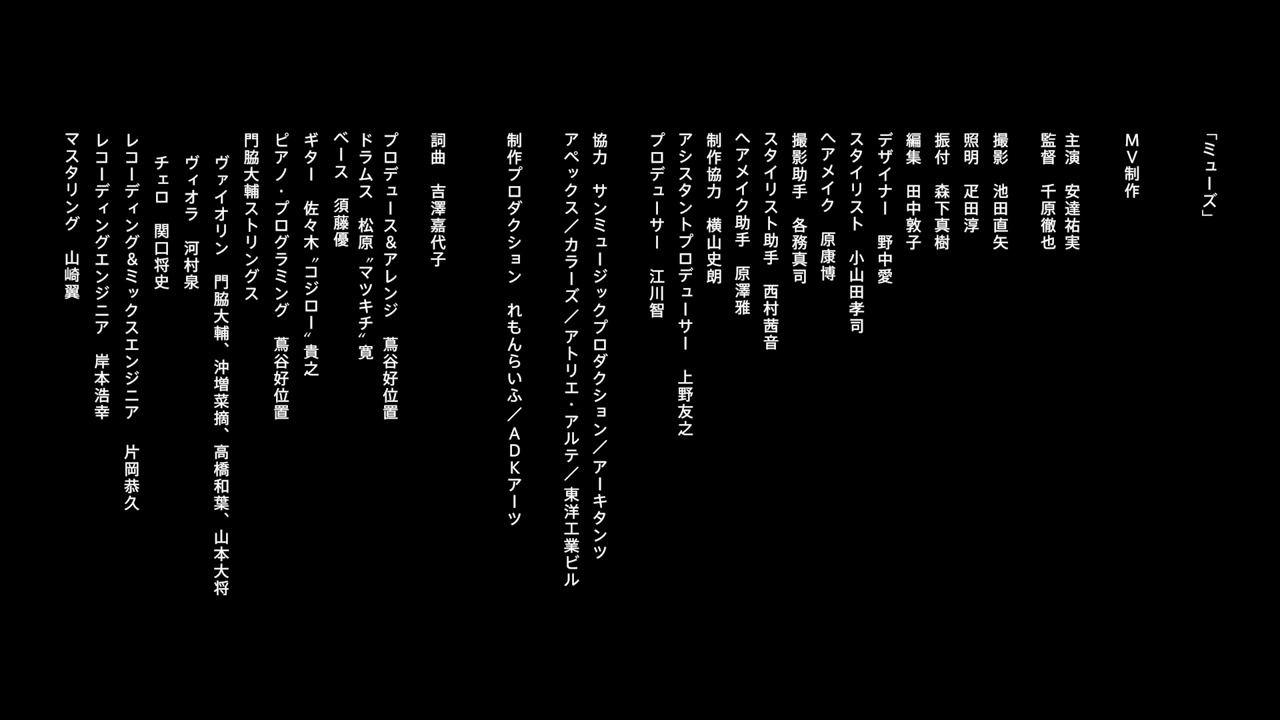 「ミューズ」
MV制作
主演　安達祐実
監督　千原徹也
撮影　池田直矢
照明　疋田淳
振付　森下真樹
編集　田中敦子
デザイナー　野中愛
スタイリスト　小山田孝司
ヘアメイク　原康博
撮影助手　各務真司
スタイリスト助手　西村茜音
ヘアメイク助手　原澤雅
制作協力　横山史朗
アシスタントプロデューサー　上野友之
プロデューサー　江川智
協力　サンミュージックプロダクション／アーキタンツ
アペックス／カラーズ／アトリエ・アルテ／東洋工業ビル
制作プロダクション　れもんらいふ／ADKアーツ
詞曲　吉澤嘉代子
プロデュース＆アレンジ　蔦谷好位置
ドラムス　松原〝マツキチ〟寛
ベース　須藤優
ギター　佐々木〝コジロー〟貴之
ピアノ・プログラミング　蔦谷好位置
門脇大輔ストリングス
ヴァイオリン　門脇大輔、沖増菜摘、高橋和葉、山本大将
ヴィオラ　河村泉
チェロ　関口将史
レコーディング＆ミックスエンジニア　片岡恭久
レコーディングエンジニア　岸本浩幸
マスタリング　山崎翼